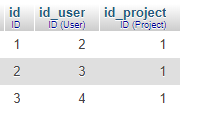 id id_user id_project
ID ID (User) ID (Project)
1 2 1
2 3 1
3 4 1